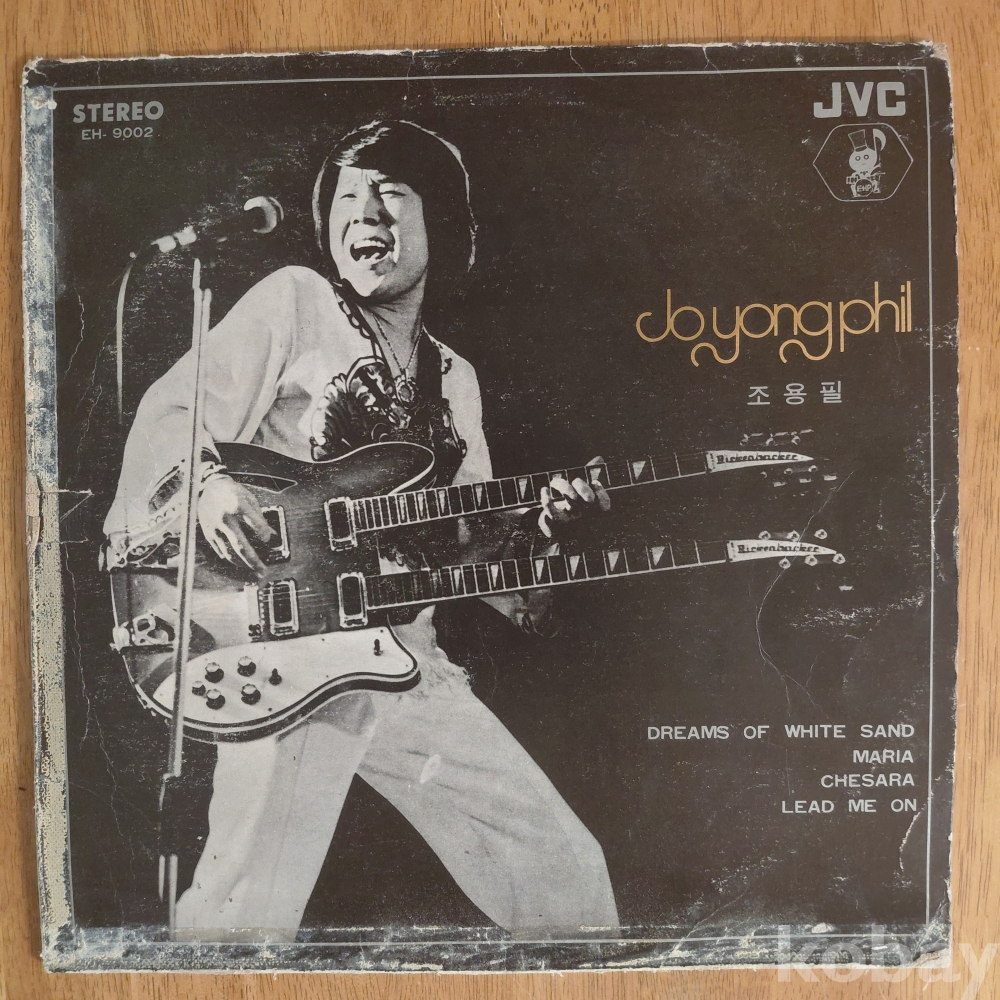 STEREO
EH-9002
JVC
EHP
Jo yong phil
조용필
Rickenbacker
Rickenbacker
DREAMS OF WHITE SAND
MARIA
CHESARA
LEAD ME ON
kobay